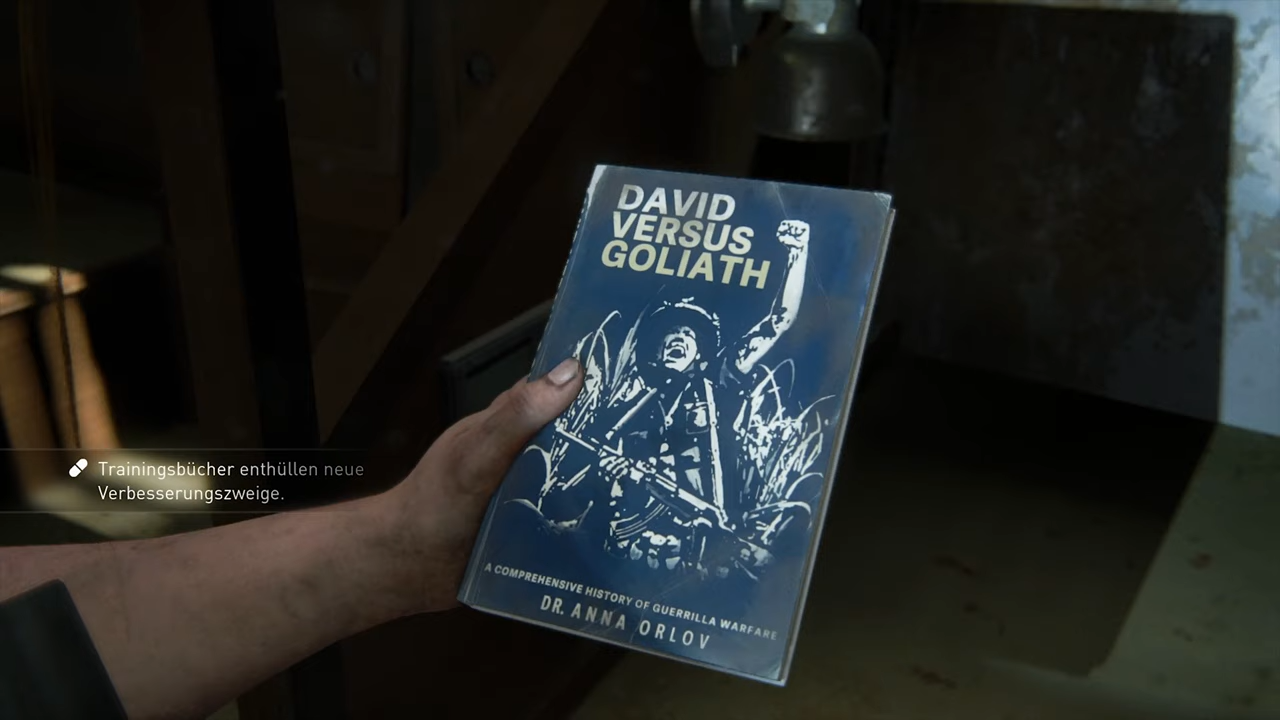 DAVID
VERSUS
GOLIATH
Trainingsbücher enthüllen neue
Verbesserungszweige.
A COMPREHENSIVE HISTORY OF GUERRILLA WARFARE
DR. ANNA ORLOV